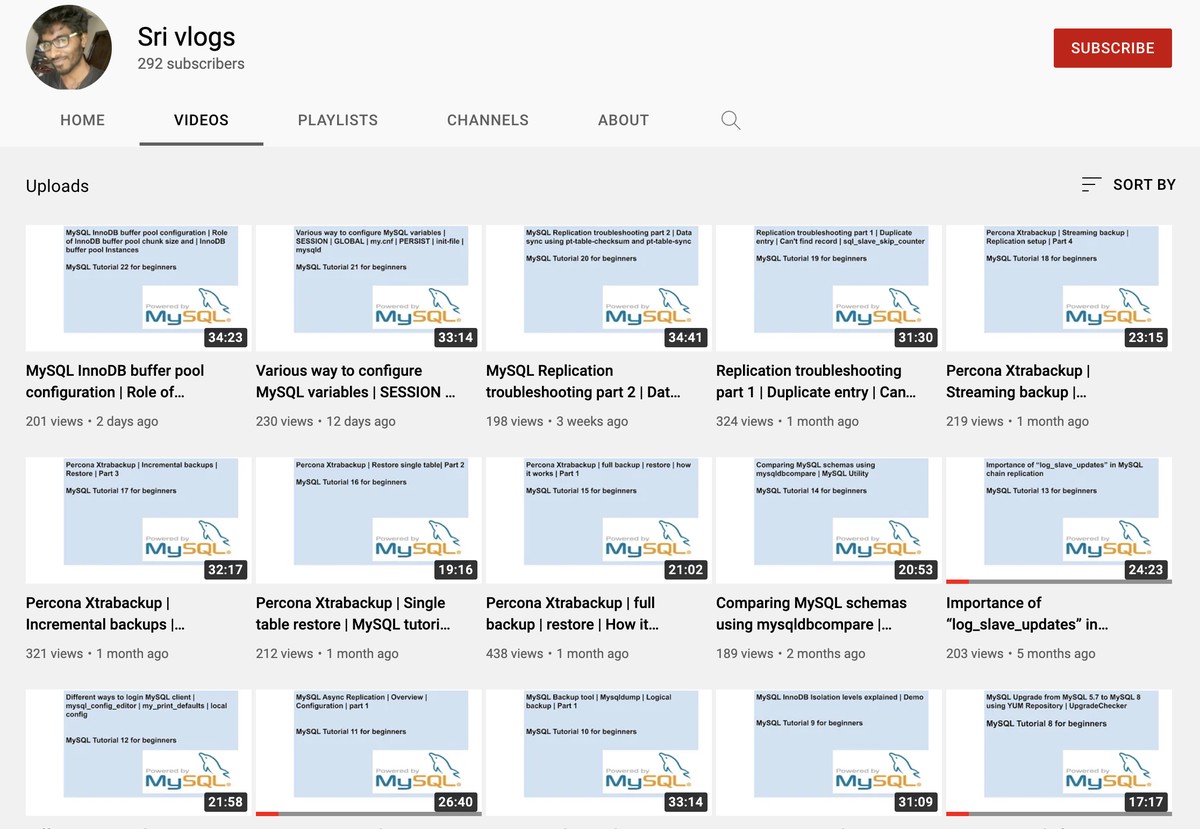 Sri vlogs
292 subscribers
SUBSCRIBE
HOME
VIDEOS
PLAYLISTS
CHANNELS
ABOUT
Uploads
SORT BY
MySQL InnoDB buffer pool configuration | Role
of InnoDB buffer pool chunk size and | InnoDB
buffer pool Instances
MySQL Tutorial 22 for beginners
Powered by
MySQL®
34:23
MySQL InnoDB buffer pool
configuration | Role of...
201 views • 2 days ago
Various way to configure MySQL variables |
SESSION | GLOBAL | my.cnf | PERSIST | init-file |
mysqld
MySQL Tutorial 21 for beginners
Powered by
MySQL®
33:14
Various way to configure
MySQL variables | SESSION ...
230 views • 12 days ago
MySQL Replication troubleshooting part 2 | Data
sync using pt-table-checksum and pt-table-sync
MySQL Tutorial 20 for beginners
Powered by
MySQL®
34:41
MySQL Replication
troubleshooting part 2 | Dat...
198 views • 3 weeks ago
Replication troubleshooting part 1 | Duplicate
entry | Can't find record | sql_slave_skip_counter
MySQL Tutorial 19 for beginners
Powered by
MySQL®
31:30
Replication troubleshooting
part 1 | Duplicate entry | Can...
324 views • 1 month ago
Percona Xtrabackup | Streaming backup |
Replication setup | Part 4
MySQL Tutorial 18 for beginners
Powered by
MySQL®
23:15
Percona Xtrabackup |
Streaming backup |...
219 views • 1 month ago
Percona Xtrabackup | Incremental backups |
Restore | Part 3
MySQL Tutorial 17 for beginners
Powered by
MySQL®
32:17
Percona Xtrabackup |
Incremental backups |...
321 views • 1 month ago
Percona Xtrabackup | Restore single table| Part 2
MySQL Tutorial 16 for beginners
Powered by
MySQL®
19:16
Percona Xtrabackup | Single
table restore | MySQL tutori...
212 views • 1 month ago
Percona Xtrabackup | full backup | restore | how
it works | Part 1
MySQL Tutorial 15 for beginners
Powered by
MySQL®
21:02
Percona Xtrabackup | full
backup | restore | How it...
438 views • 1 month ago
Comparing MySQL schemas using
mysqldbcompare | MySQL Utility
MySQL Tutorial 14 for beginners
Powered by
MySQL®
20:53
Comparing MySQL schemas
using mysqldbcompare |...
189 views • 2 months ago
Importance of "log_slave_updates" in MySQL
chain replication
MySQL Tutorial 13 for beginners
Powered by
MySQL®
24:23
Importance of
“log_slave_updates” in...
203 views • 5 months ago
Different ways to login MySQL client |
mysql_config_editor | my_print_defaults | local
config
MySQL Tutorial 12 for beginners
Powered by
MySQL®
21:58
MySQL Async Replication | Overview |
Configuration | part 1
MySQL Tutorial 11 for beginners
Powered by
MySQL®
26:40
MySQL Backup tool | Mysqldump | Logical
backup | Part 1
MySQL Tutorial 10 for beginners
Powered by
MySQL®
33:14
MySQL InnoDB Isolation levels explained | Demo
MySQL Tutorial 9 for beginners
Powered by
MySQL®
31:09
MySQL Upgrade from MySQL 5.7 to MySQL 8
using YUM Repository | UpgradeChecker
MySQL Tutorial 8 for beginners
Powered by
MySQL®
17:17